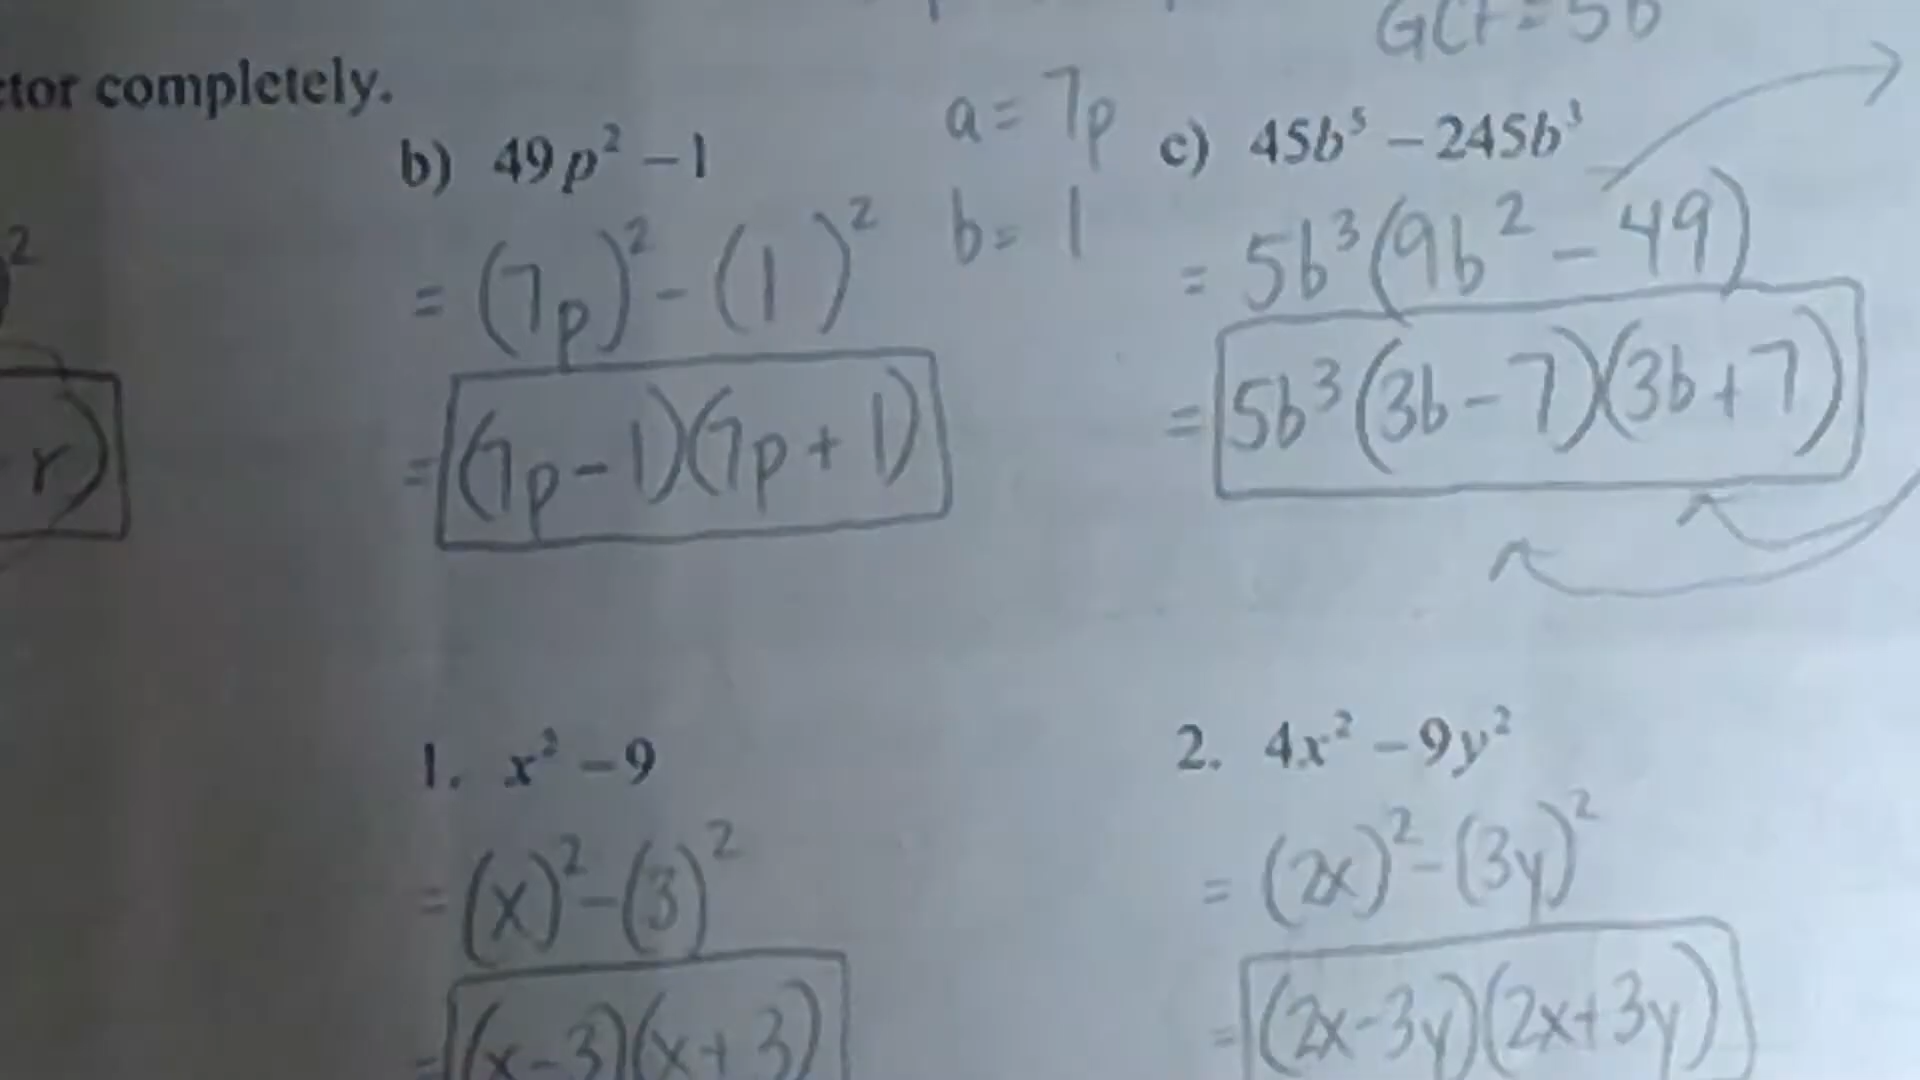 GCF = 5b
ctor completely.
b) 49p² − 1
a = 7p
b = 1
c) 45b⁵ − 245b³
= (7p)² − (1)²
= 5b³(9b² − 49)
= (7p − 1)(7p + 1)
= 5b³(3b − 7)(3b + 7)
2
r)
1. x² − 9
2. 4x² − 9y²
= (x)² − (3)²
= (2x)² − (3y)²
= (x − 3)(x + 3)
= (2x − 3y)(2x + 3y)